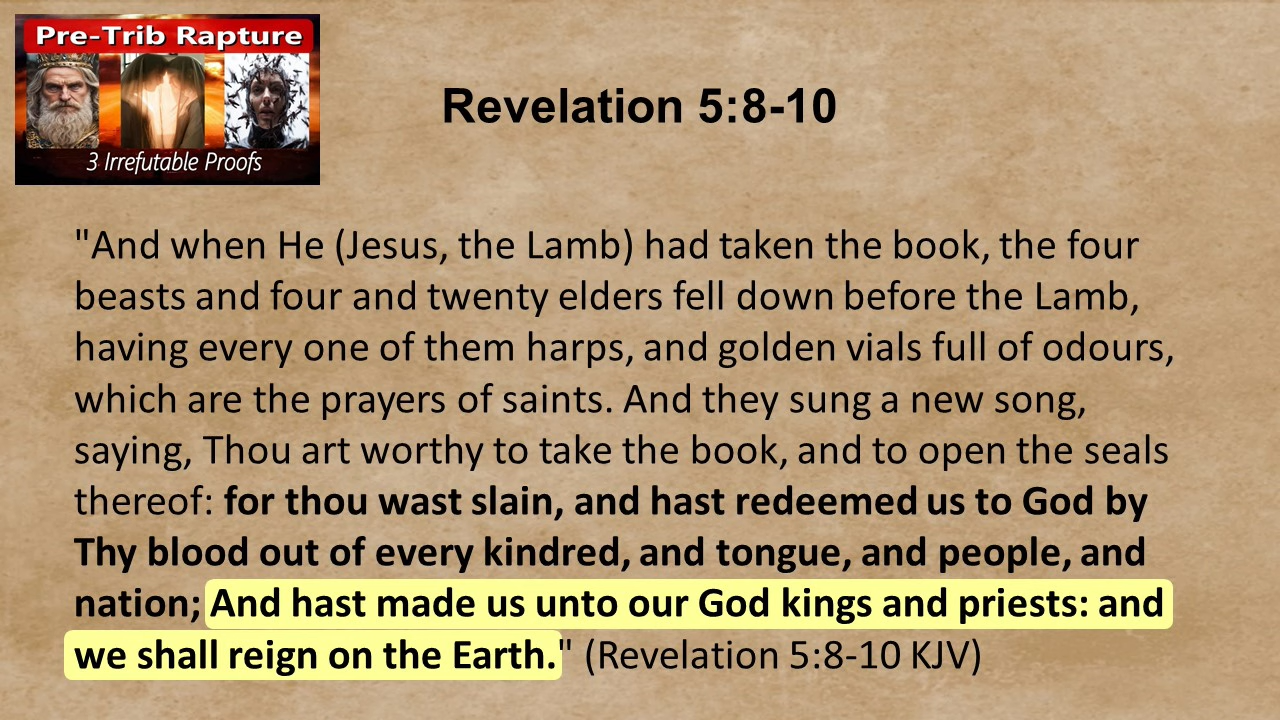 Pre-Trib Rapture
3 Irrefutable Proofs
Revelation 5:8-10
"And when He (Jesus, the Lamb) had taken the book, the four
beasts and four and twenty elders fell down before the Lamb,
having every one of them harps, and golden vials full of odours,
which are the prayers of saints. And they sung a new song,
saying, Thou art worthy to take the book, and to open the seals
thereof: for thou wast slain, and hast redeemed us to God by
Thy blood out of every kindred, and tongue, and people, and
nation; And hast made us unto our God kings and priests: and
we shall reign on the Earth." (Revelation 5:8-10 KJV)